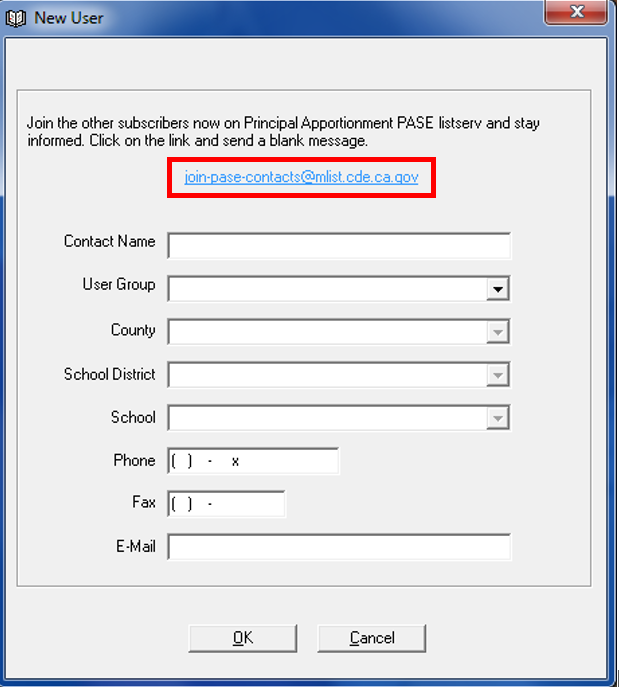 New User
Join the other subscribers now on Principal Apportionment PASE listserv and stay
informed. Click on the link and send a blank message.
join-pase-contacts@mlist.cde.ca.gov
Contact Name
User Group
County
School District
School
Phone ( ) - x
Fax ( ) -
E-Mail
OK Cancel